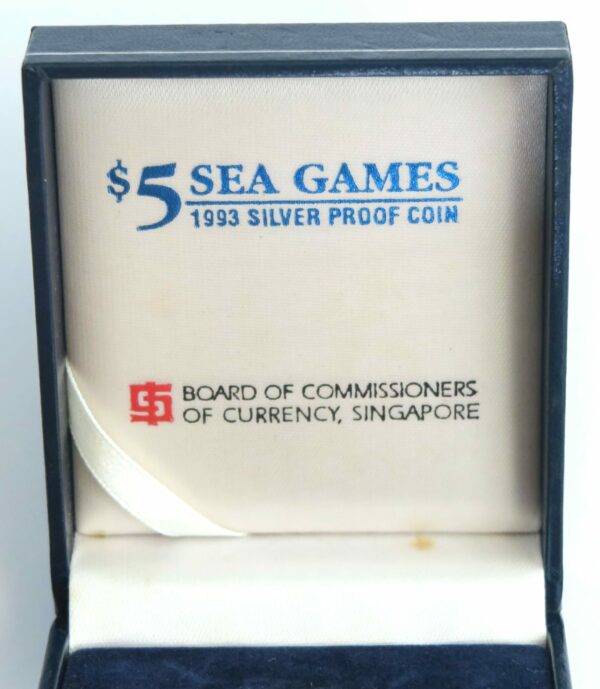 $5 SEA GAMES
1993 SILVER PROOF COIN
BOARD OF COMMISSIONERS
OF CURRENCY, SINGAPORE